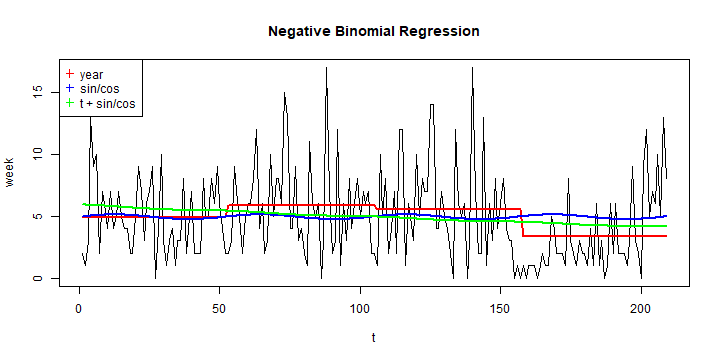 Negative Binomial Regression
+ year
+ sin/cos
+ t + sin/cos
week
15
10
5
0
0 50 100 150 200
t